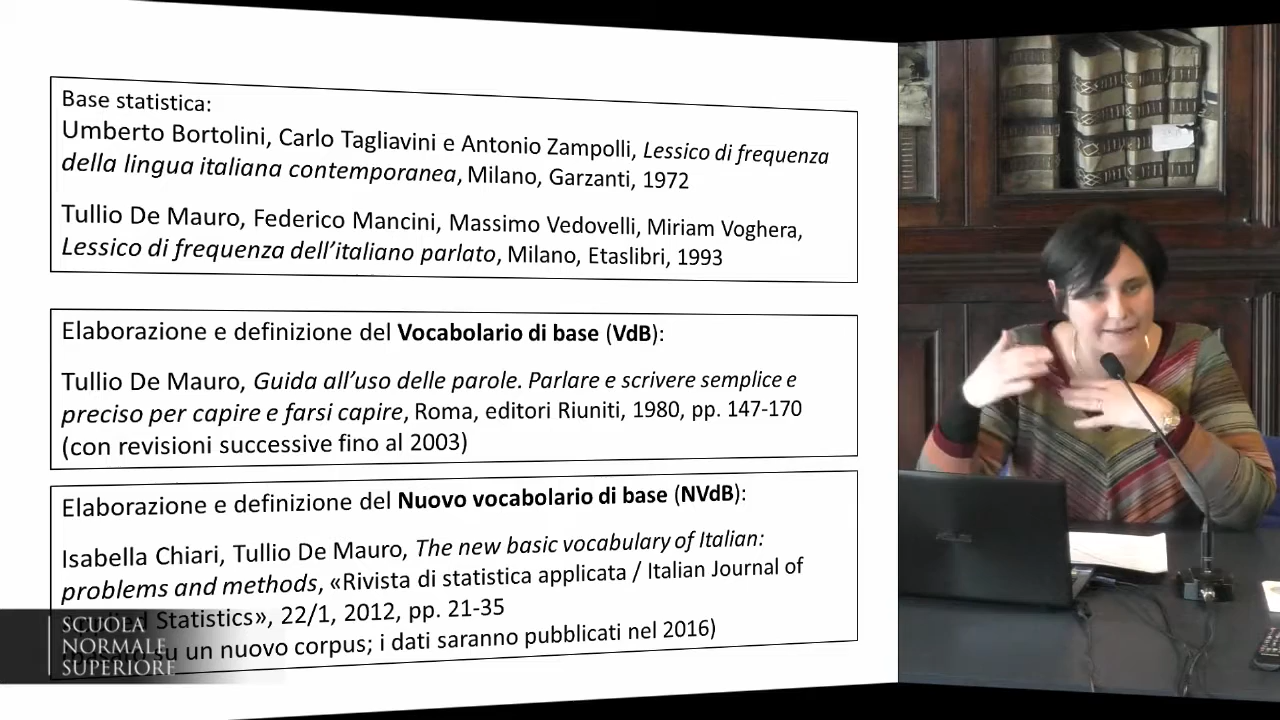 Base statistica:
Umberto Bortolini, Carlo Tagliavini e Antonio Zampolli, Lessico di frequenza
della lingua italiana contemporanea, Milano, Garzanti, 1972
Tullio De Mauro, Federico Mancini, Massimo Vedovelli, Miriam Voghera,
Lessico di frequenza dell’italiano parlato, Milano, Etaslibri, 1993
Elaborazione e definizione del Vocabolario di base (VdB):
Tullio De Mauro, Guida all’uso delle parole. Parlare e scrivere semplice e
preciso per capire e farsi capire, Roma, editori Riuniti, 1980, pp. 147-170
(con revisioni successive fino al 2003)
Elaborazione e definizione del Nuovo vocabolario di base (NVdB):
Isabella Chiari, Tullio De Mauro, The new basic vocabulary of Italian:
problems and methods, «Rivista di statistica applicata / Italian Journal of
Statistics», 22/1, 2012, pp. 21-35
su un nuovo corpus; i dati saranno pubblicati nel 2016)
SCUOLA
NORMALE
SUPERIORE